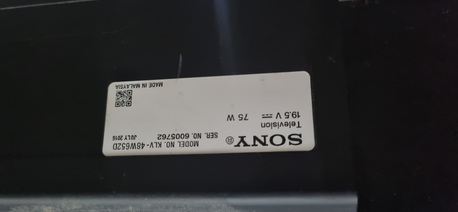 SONY®
Television
19.5 V ⎓ 75 W
MODEL NO. KLV-48W652D
SER. NO. 6005762
JULY 2016
MADE IN MALAYSIA